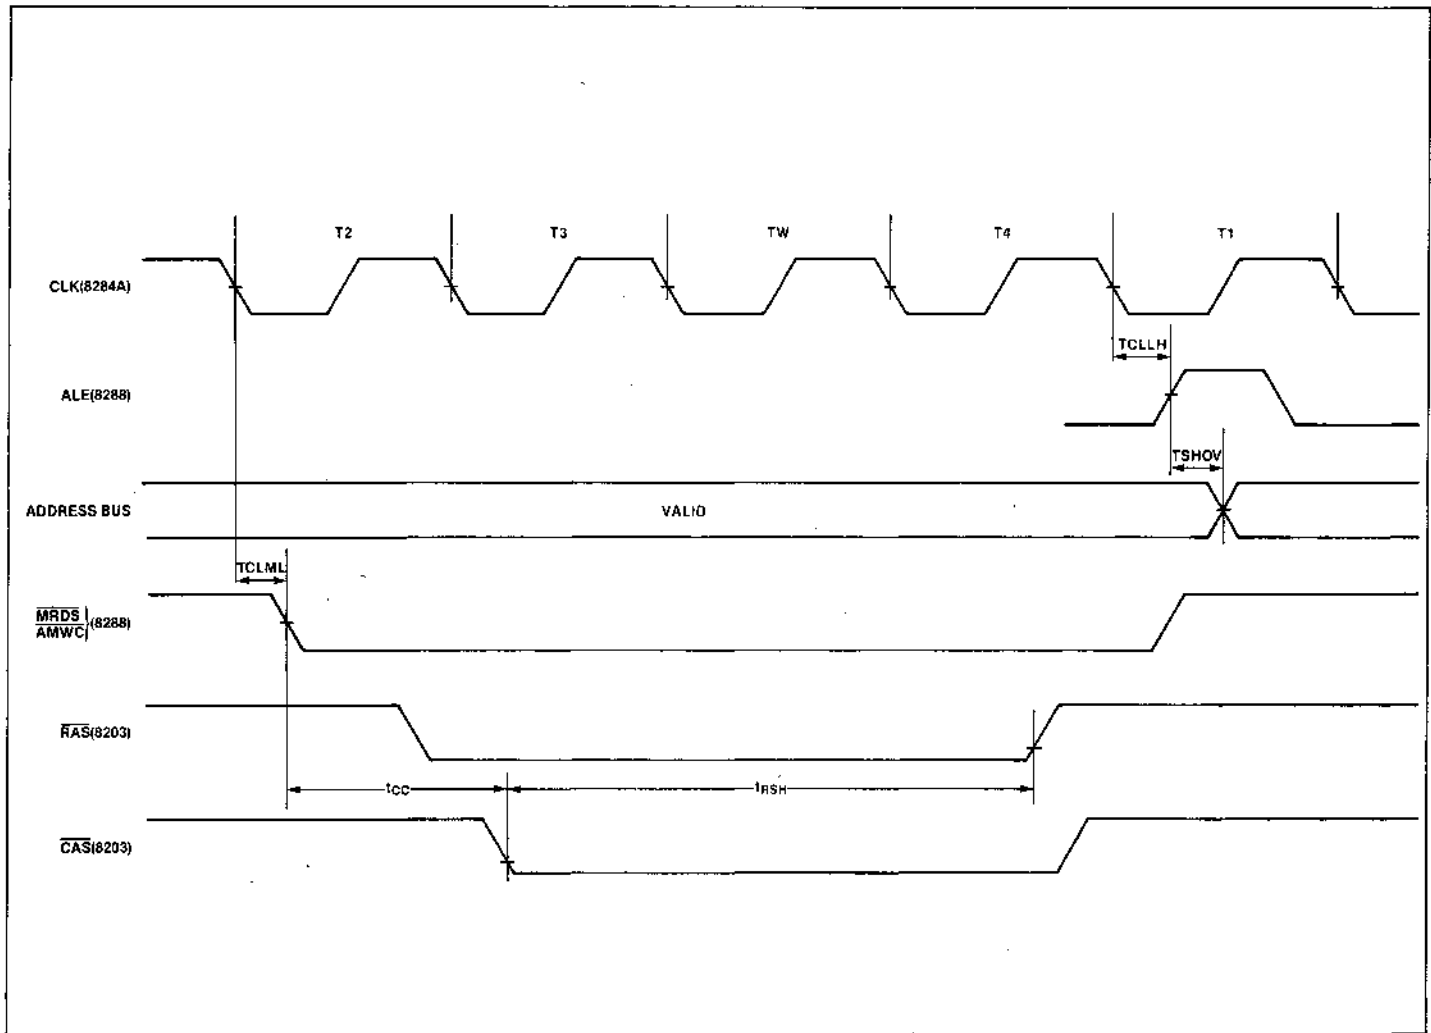 T2 T3 TW T4 T1
CLK(8284A)
TCLLH
ALE(8288)
TSHOV
ADDRESS BUS VALID
TCLML
MRDS
AMWC (8288)
RAS(8203)
tCC tRSH
CAS(8203)